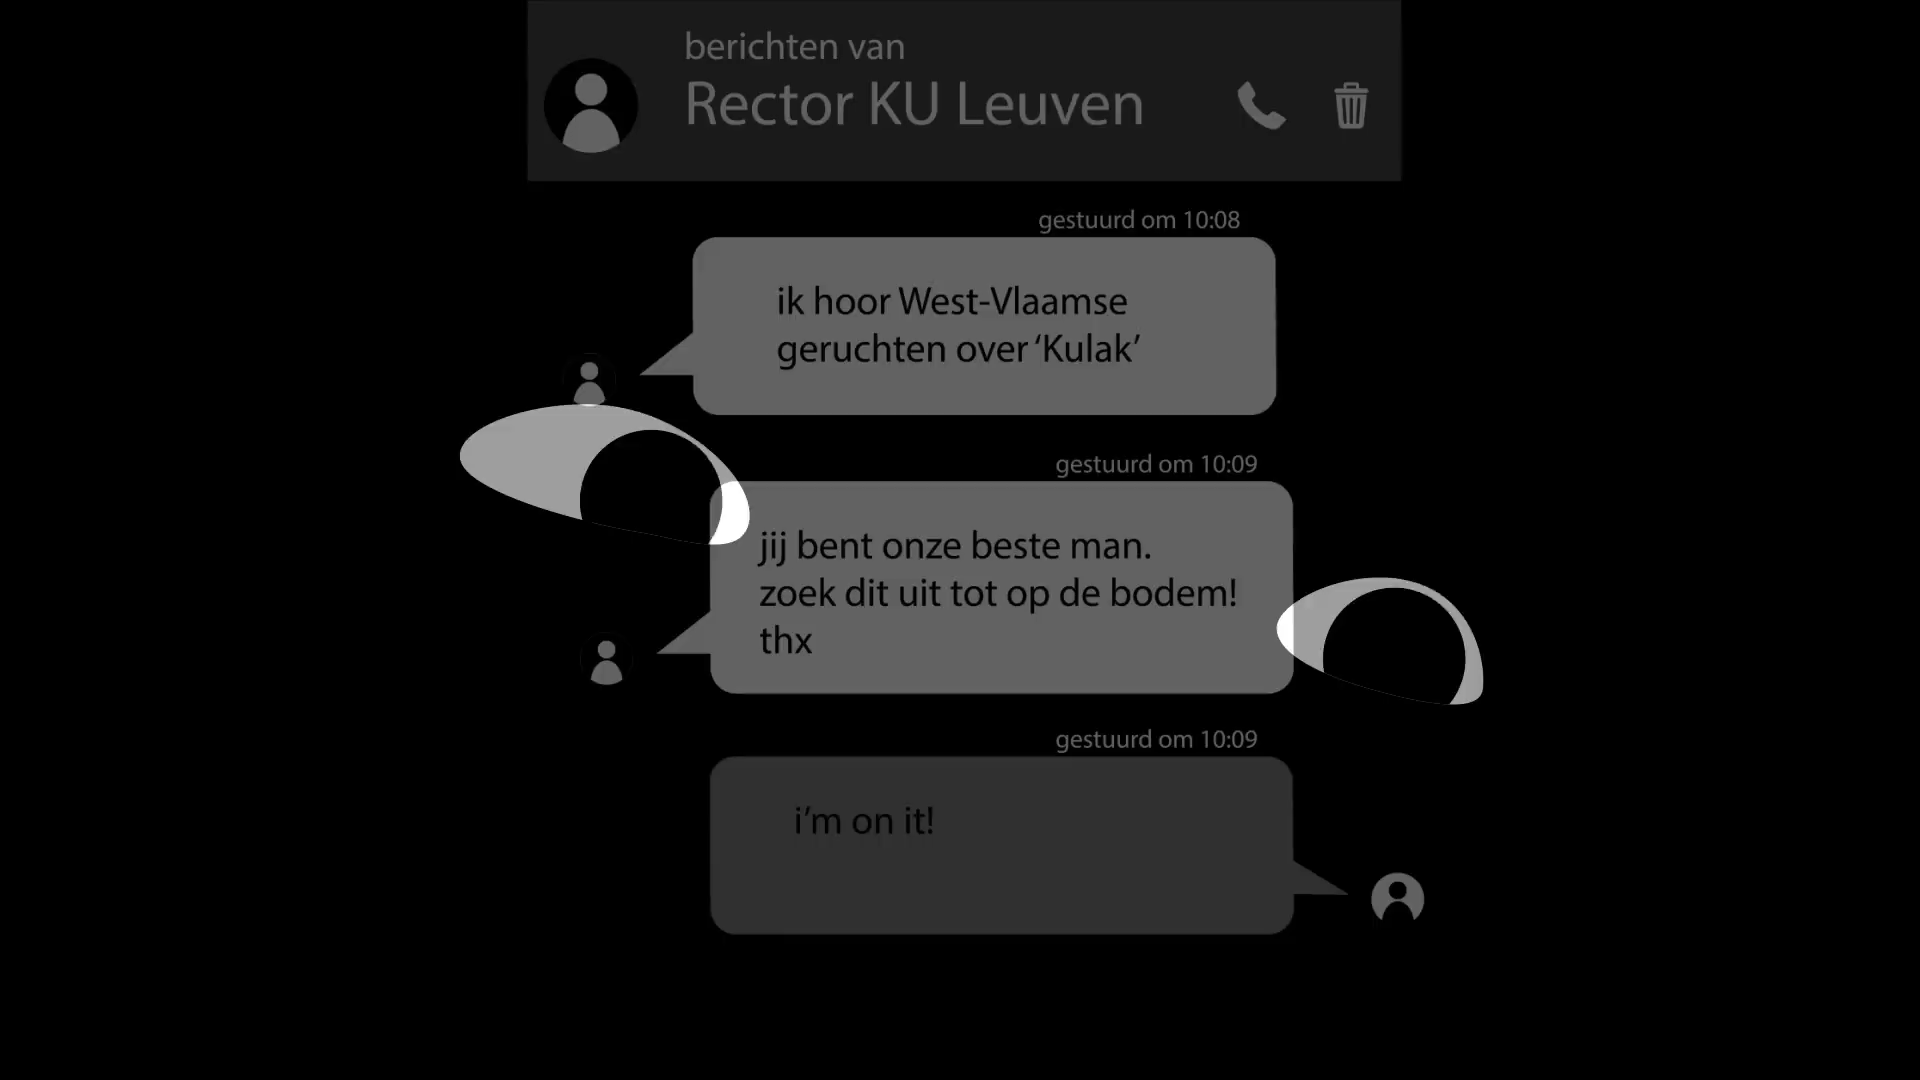 berichten van
Rector KU Leuven
gestuurd om 10:08
ik hoor West-Vlaamse
geruchten over ‘Kulak’
gestuurd om 10:09
jij bent onze beste man.
zoek dit uit tot op de bodem!
thx
gestuurd om 10:09
i’m on it!